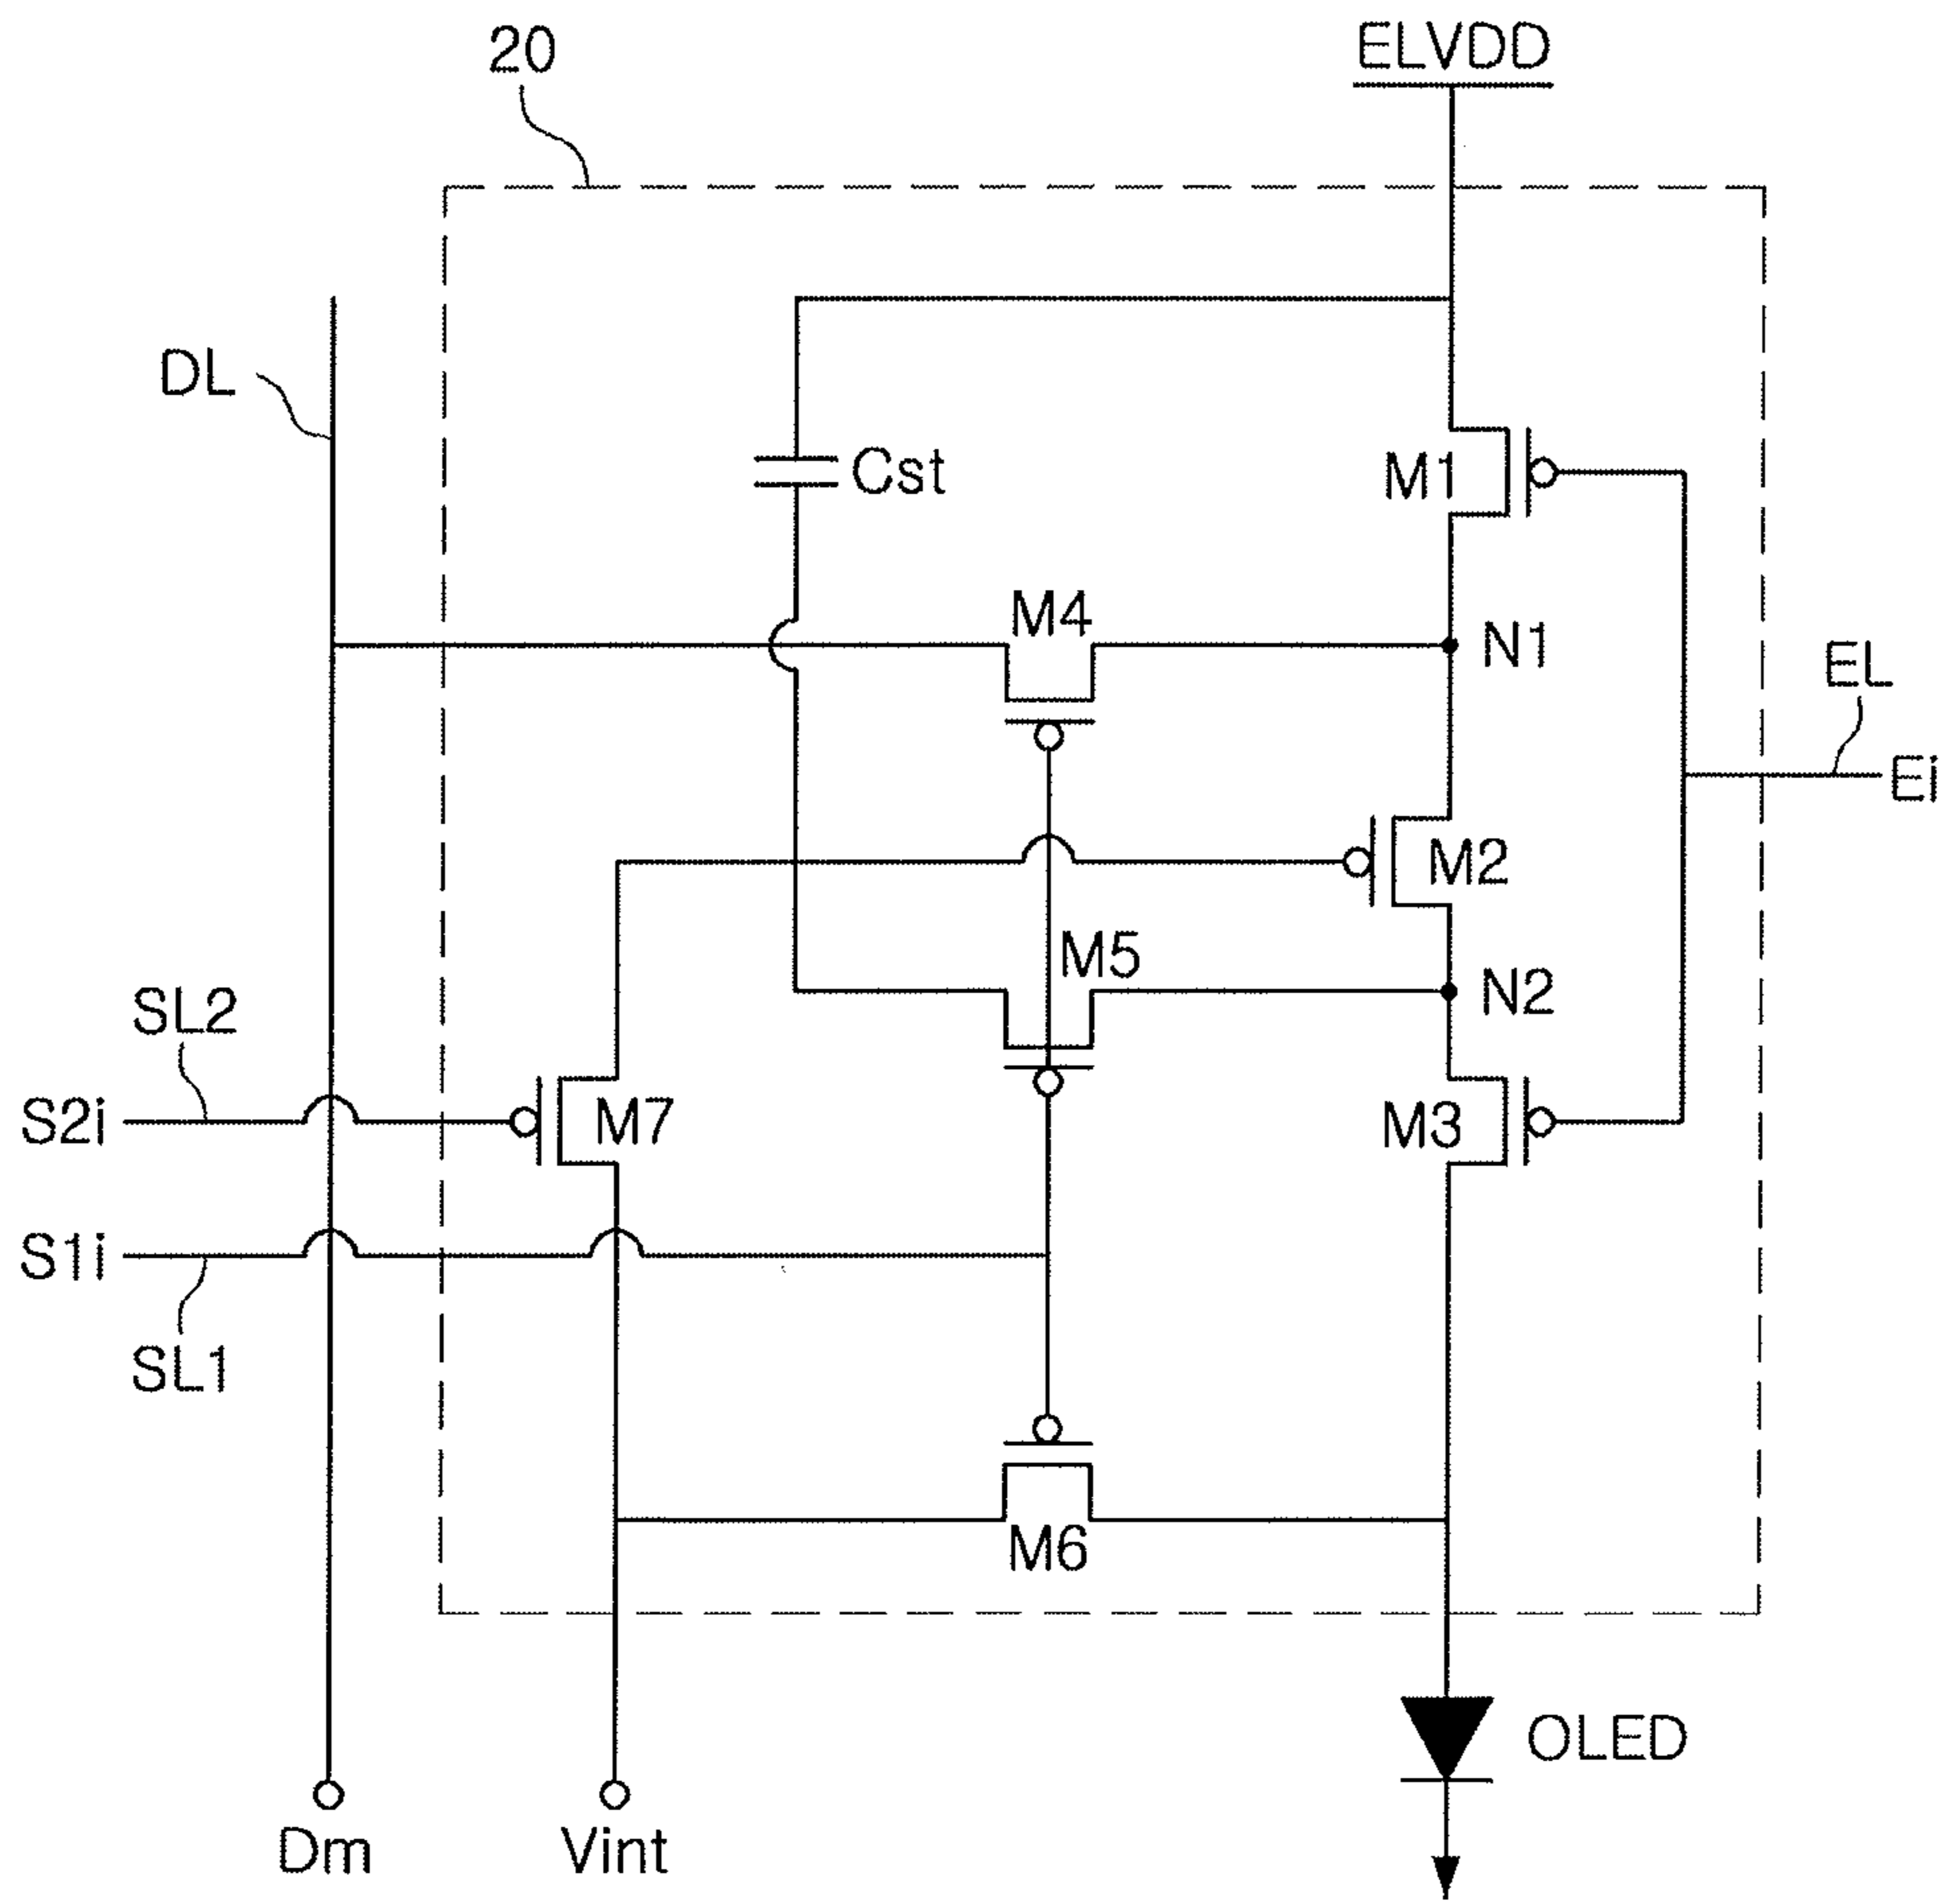 20
ELVDD
DL
Cst
M1
M4
N1
EL
Ei
M2
M5
N2
SL2
S2i
M7
M3
S1i
SL1
M6
OLED
Dm
Vint